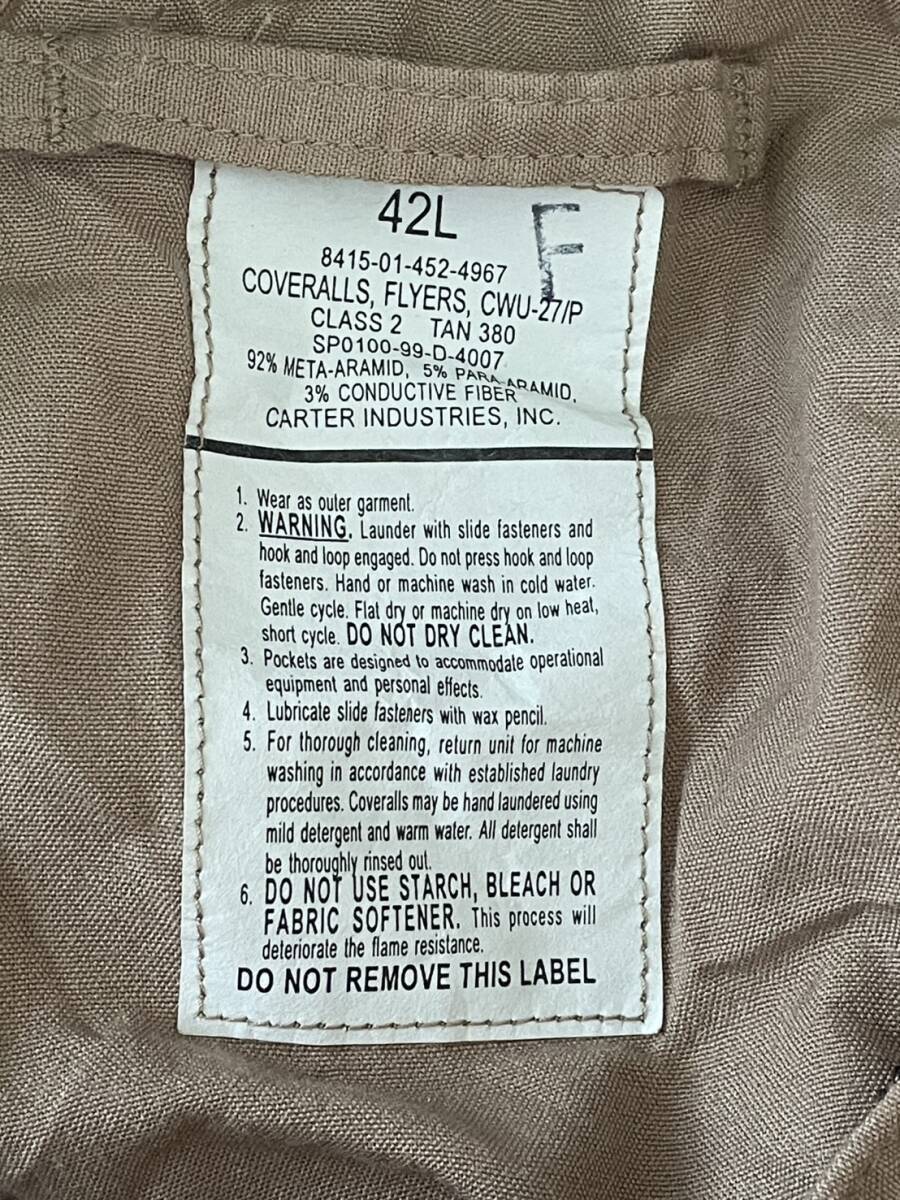 42L
F
8415-01-452-4967
COVERALLS, FLYERS, CWU-27/P
CLASS 2 TAN 380
SP0100-99-D-4007
92% META-ARAMID, 5% PARA ARAMID,
3% CONDUCTIVE FIBER
CARTER INDUSTRIES, INC.
1. Wear as outer garment.
2. WARNING. Launder with slide fasteners and
hook and loop engaged. Do not press hook and loop
fasteners. Hand or machine wash in cold water.
Gentle cycle. Flat dry or machine dry on low heat,
short cycle. DO NOT DRY CLEAN.
3. Pockets are designed to accommodate operational
equipment and personal effects.
4. Lubricate slide fasteners with wax pencil.
5. For thorough cleaning, return unit for machine
washing in accordance with established laundry
procedures. Coveralls may be hand laundered using
mild detergent and warm water. All detergent shall
be thoroughly rinsed out.
6. DO NOT USE STARCH, BLEACH OR
FABRIC SOFTENER. This process will
deteriorate the flame resistance.
DO NOT REMOVE THIS LABEL